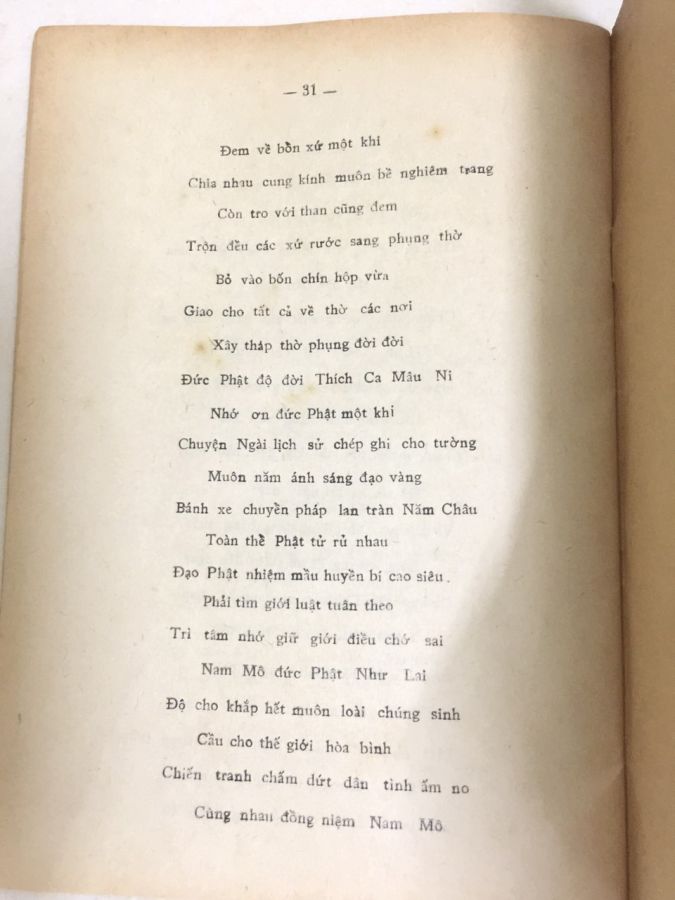 — 31 —
Đem về bồn xứ một khi
Chia nhau cung kính muôn bề nghiêm trang
Còn tro với than cũng đem
Trộn đều các xứ rước sang phụng thờ
Bỏ vào bốn chín hộp vừa
Giao cho tất cả về thờ các nơi
Xây tháp thờ phụng đời đời
Đức Phật độ đời Thích Ca Mâu Ni
Nhớ ơn đức Phật một khi
Chuyện Ngài lịch sử chép ghi cho tường
Muôn năm ánh sáng đạo vàng
Bánh xe chuyền pháp lan tràn Năm Châu
Toàn thề Phật tử rủ nhau
Đạo Phật nhiệm mầu huyền bí cao siêu.
Phải tìm giới luật tuân theo
Trì tâm nhớ giữ giới điều chớ sai
Nam Mô đức Phật Như Lai
Độ cho khắp hết muôn loài chúng sinh
Cầu cho thế giới hòa bình
Chiến tranh chấm dứt dân tình ấm no
Cùng nhau đồng niệm Nam Mô